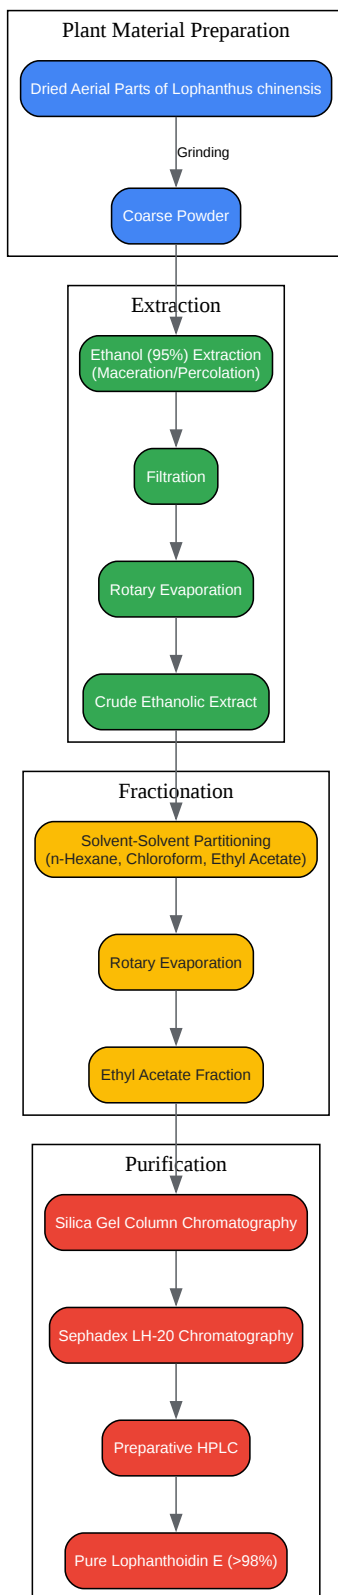 Plant Material Preparation
Dried Aerial Parts of Lophanthus chinensis
Grinding
Coarse Powder
Extraction
Ethanol (95%) Extraction
(Maceration/Percolation)
Filtration
Rotary Evaporation
Crude Ethanolic Extract
Fractionation
Solvent-Solvent Partitioning
(n-Hexane, Chloroform, Ethyl Acetate)
Rotary Evaporation
Ethyl Acetate Fraction
Purification
Silica Gel Column Chromatography
Sephadex LH-20 Chromatography
Preparative HPLC
Pure Lophanthoidin E (>98%)